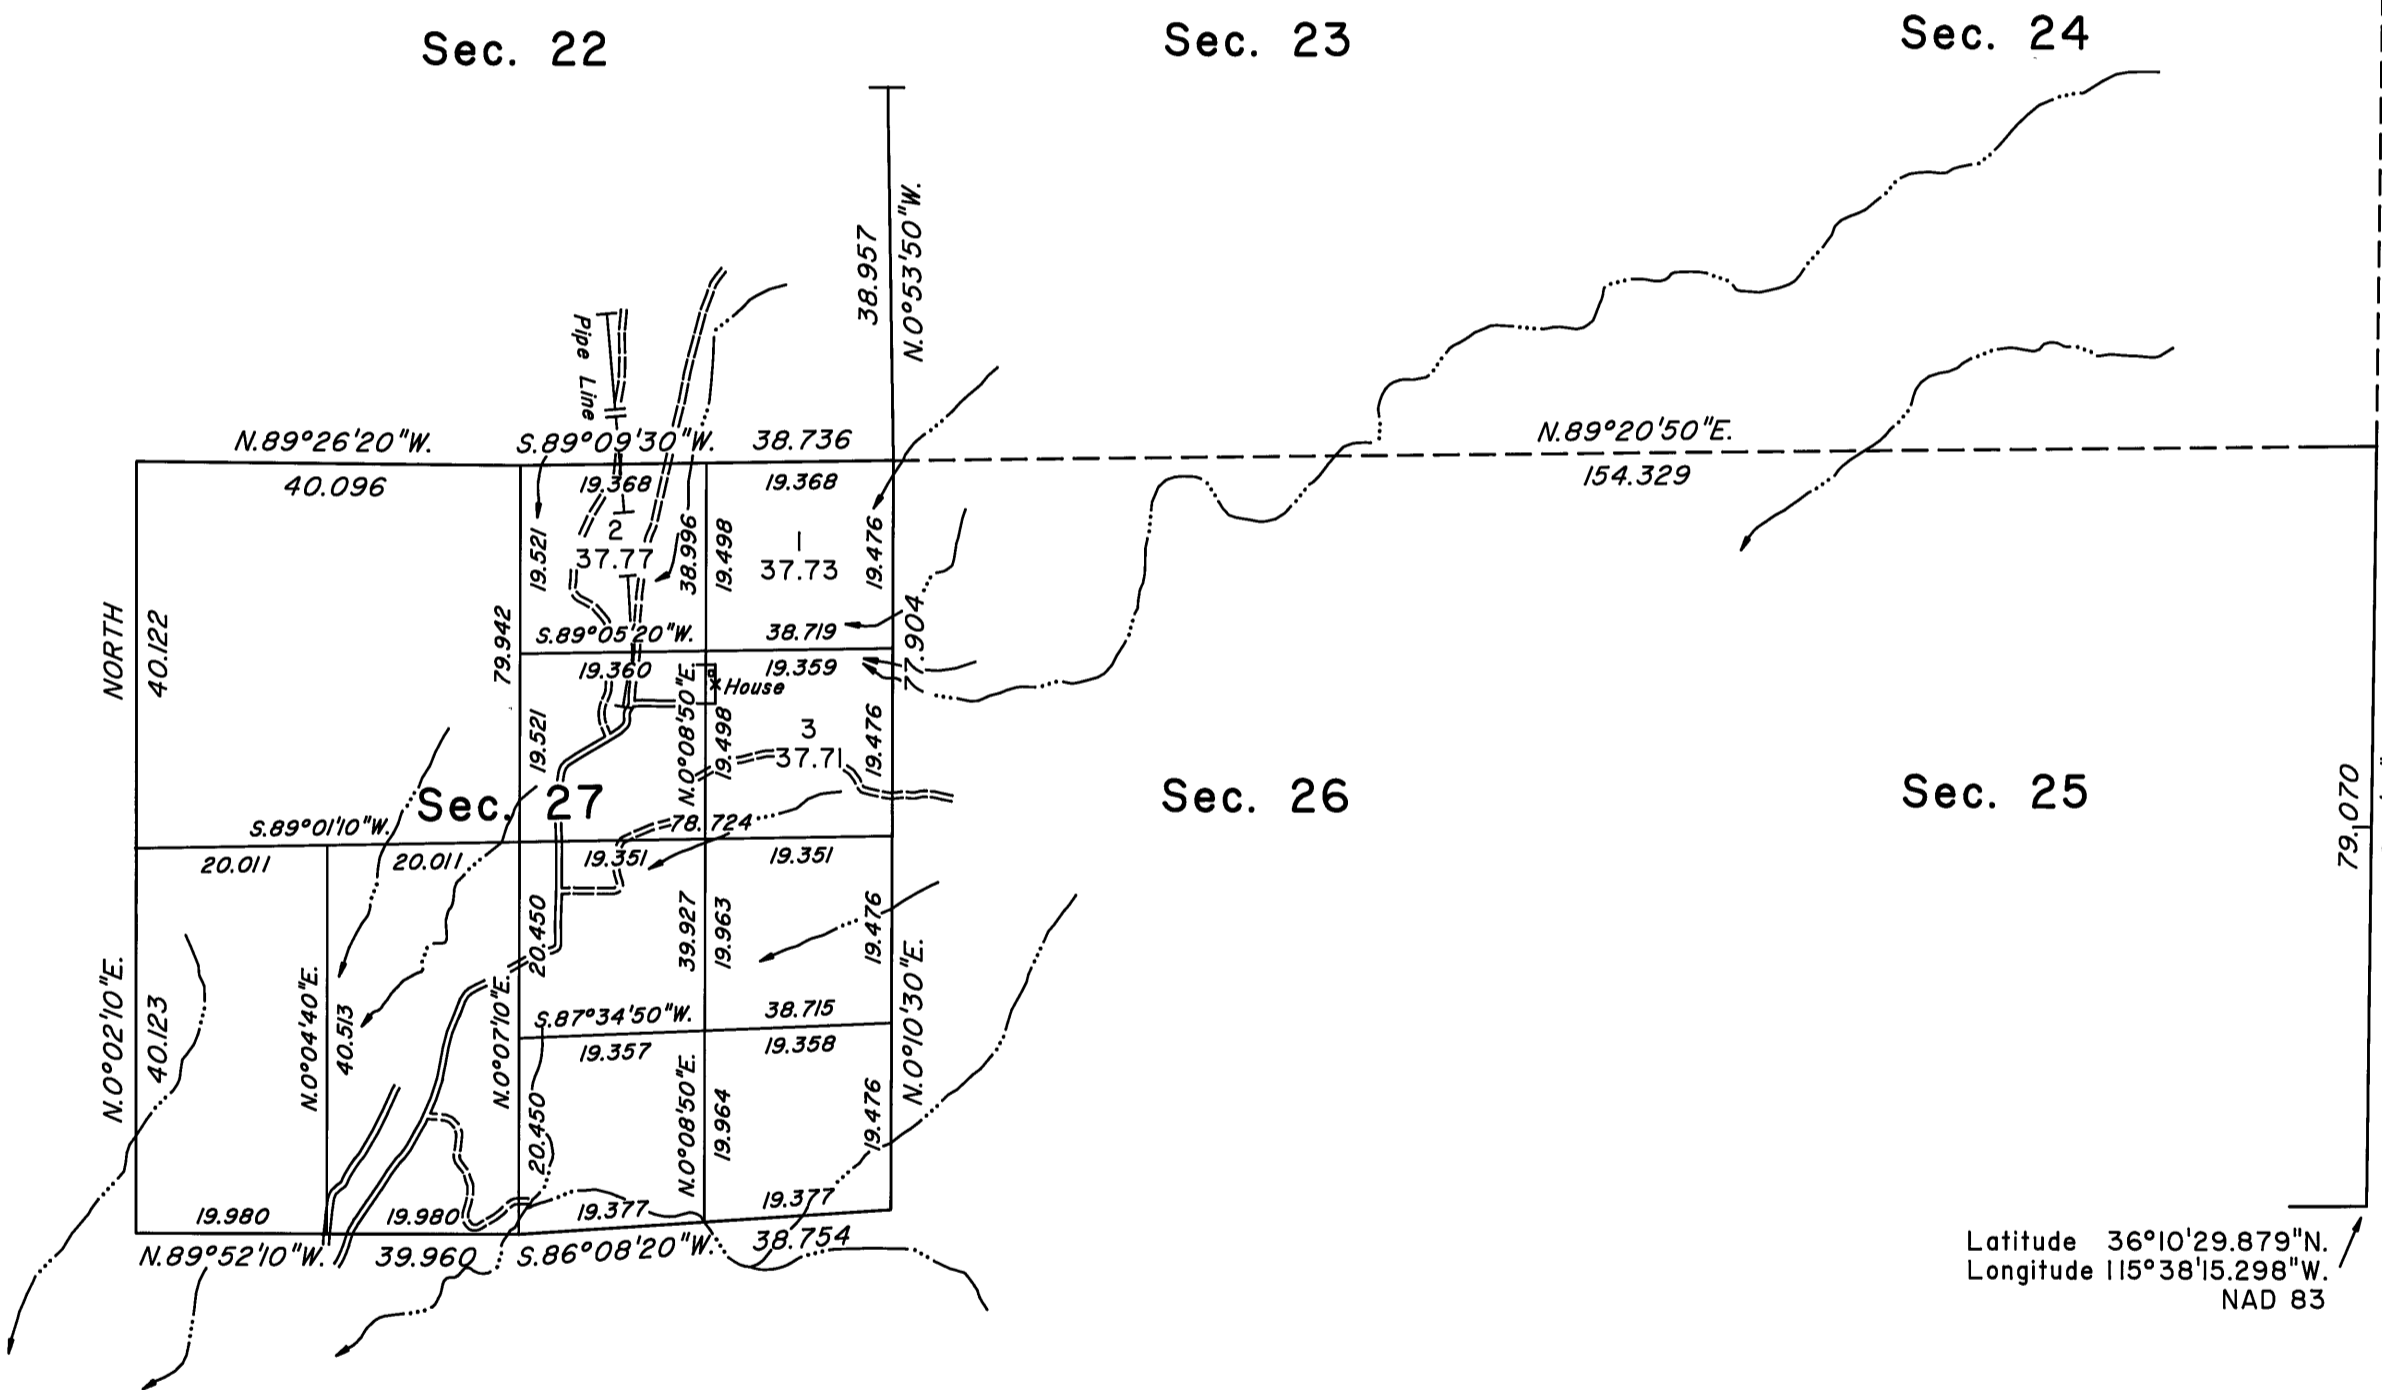 Sec. 22
Sec. 23
Sec. 24
38.957
N.0°53'50"W.
Pipe Line
N.89°26'20"W.
S.89°09'30"W.
38.736
N.89°20'50"E.
40.096
19.368
19.368
154.329
2
37.77
1
37.73
19.521
38.996
19.498
19.476
NORTH
40.122
79.942
S.89°05'20"W.
38.719
77.904
19.360
19.359
House
19.521
N.0°08'50"E.
19.498
3
37.71
19.476
Sec. 27
Sec. 26
Sec. 25
79.070
S.89°01'10"W.
78.724
20.011
20.011
19.351
19.351
20.450
39.927
19.963
19.476
N.0°02'10"E.
40.123
N.0°04'40"E.
40.513
N.0°07'10"E.
S.87°34'50"W.
38.715
N.0°10'30"E.
19.357
19.358
20.450
N.0°08'50"E.
19.964
19.476
19.980
19.980
19.377
19.377
N.89°52'10"W.
39.960
S.86°08'20"W.
38.754
Latitude 36°10'29.879"N.
Longitude 115°38'15.298"W.
NAD 83